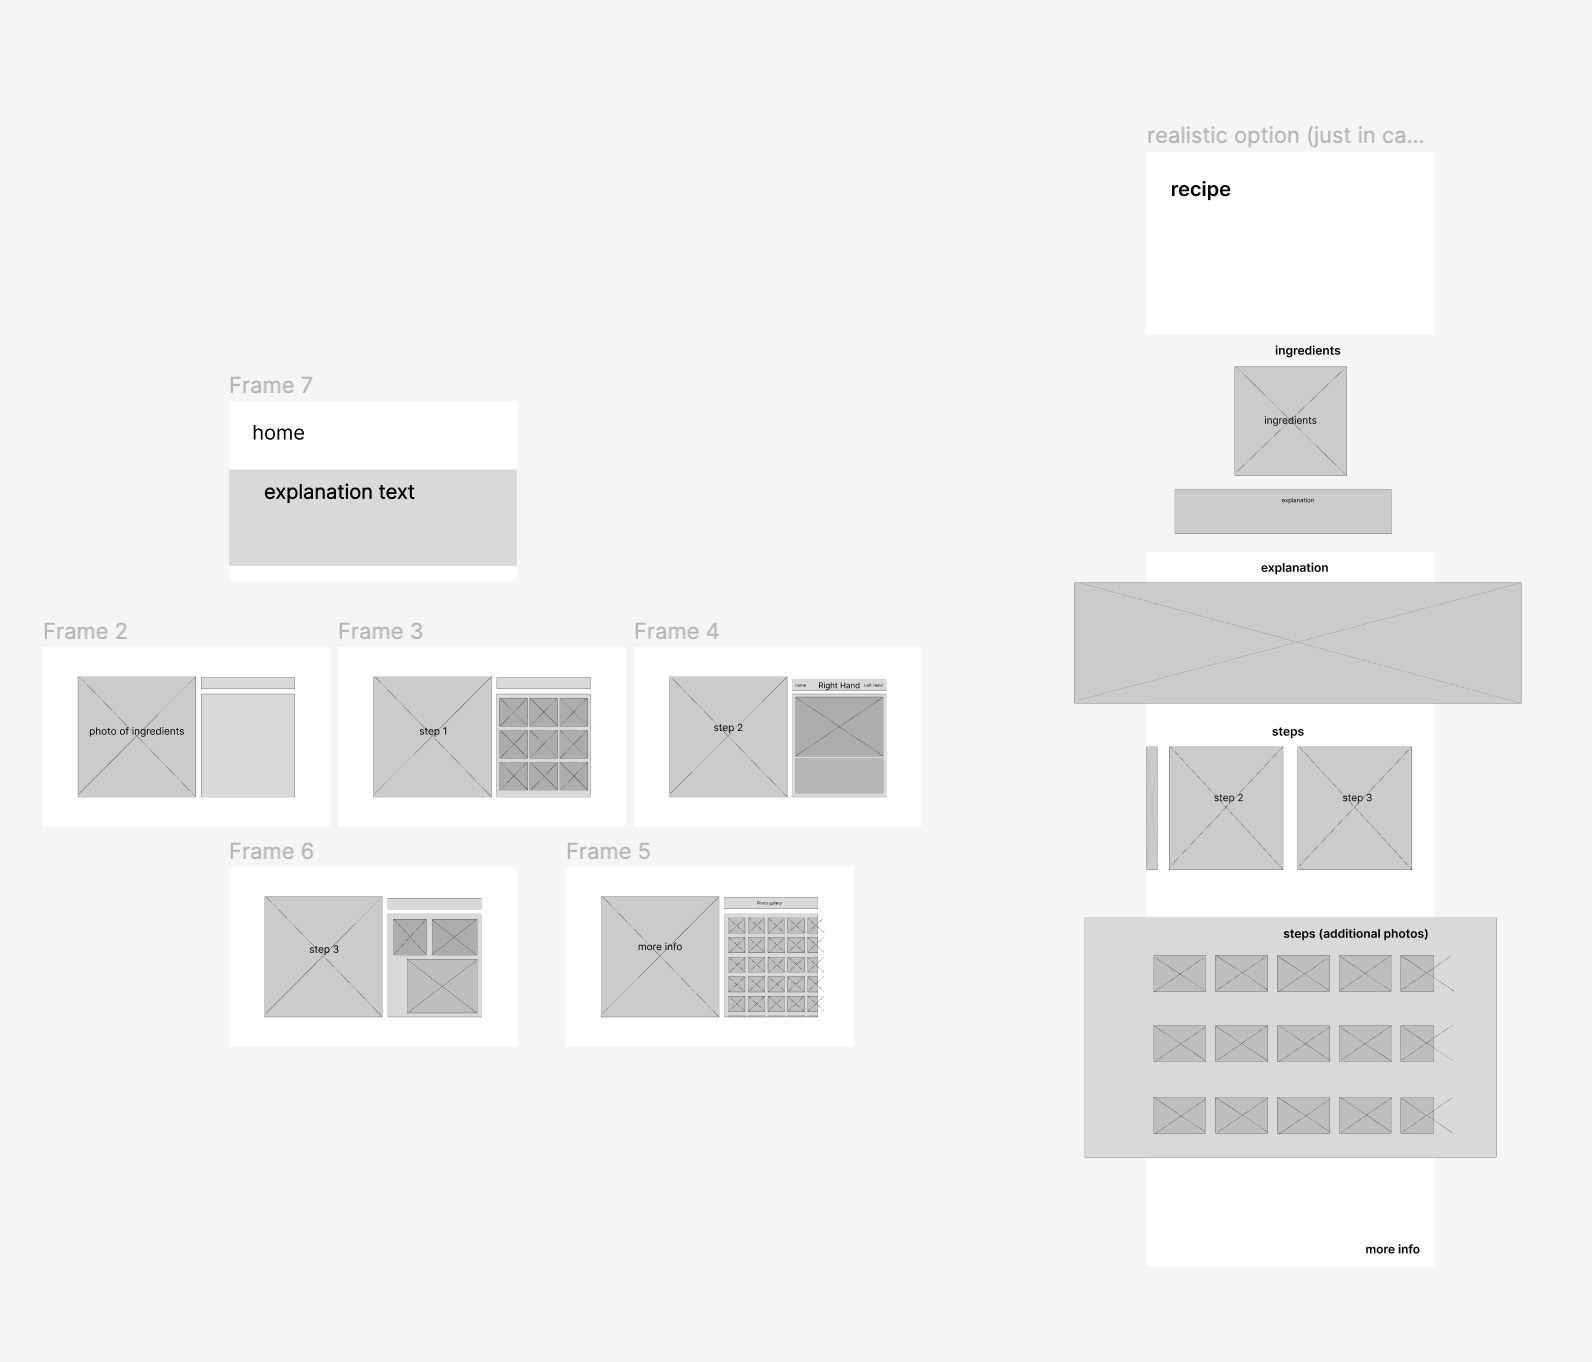 realistic option (just in ca...
recipe
ingredients
ingredients
explanation
explanation
steps
step 2
step 3
steps (additional photos)
more info
Frame 7
home
explanation text
Frame 2
photo of ingredients
Frame 3
step 1
Frame 4
step 2
home Right Hand Left Hand
Frame 6
step 3
Frame 5
more info
Photo gallery